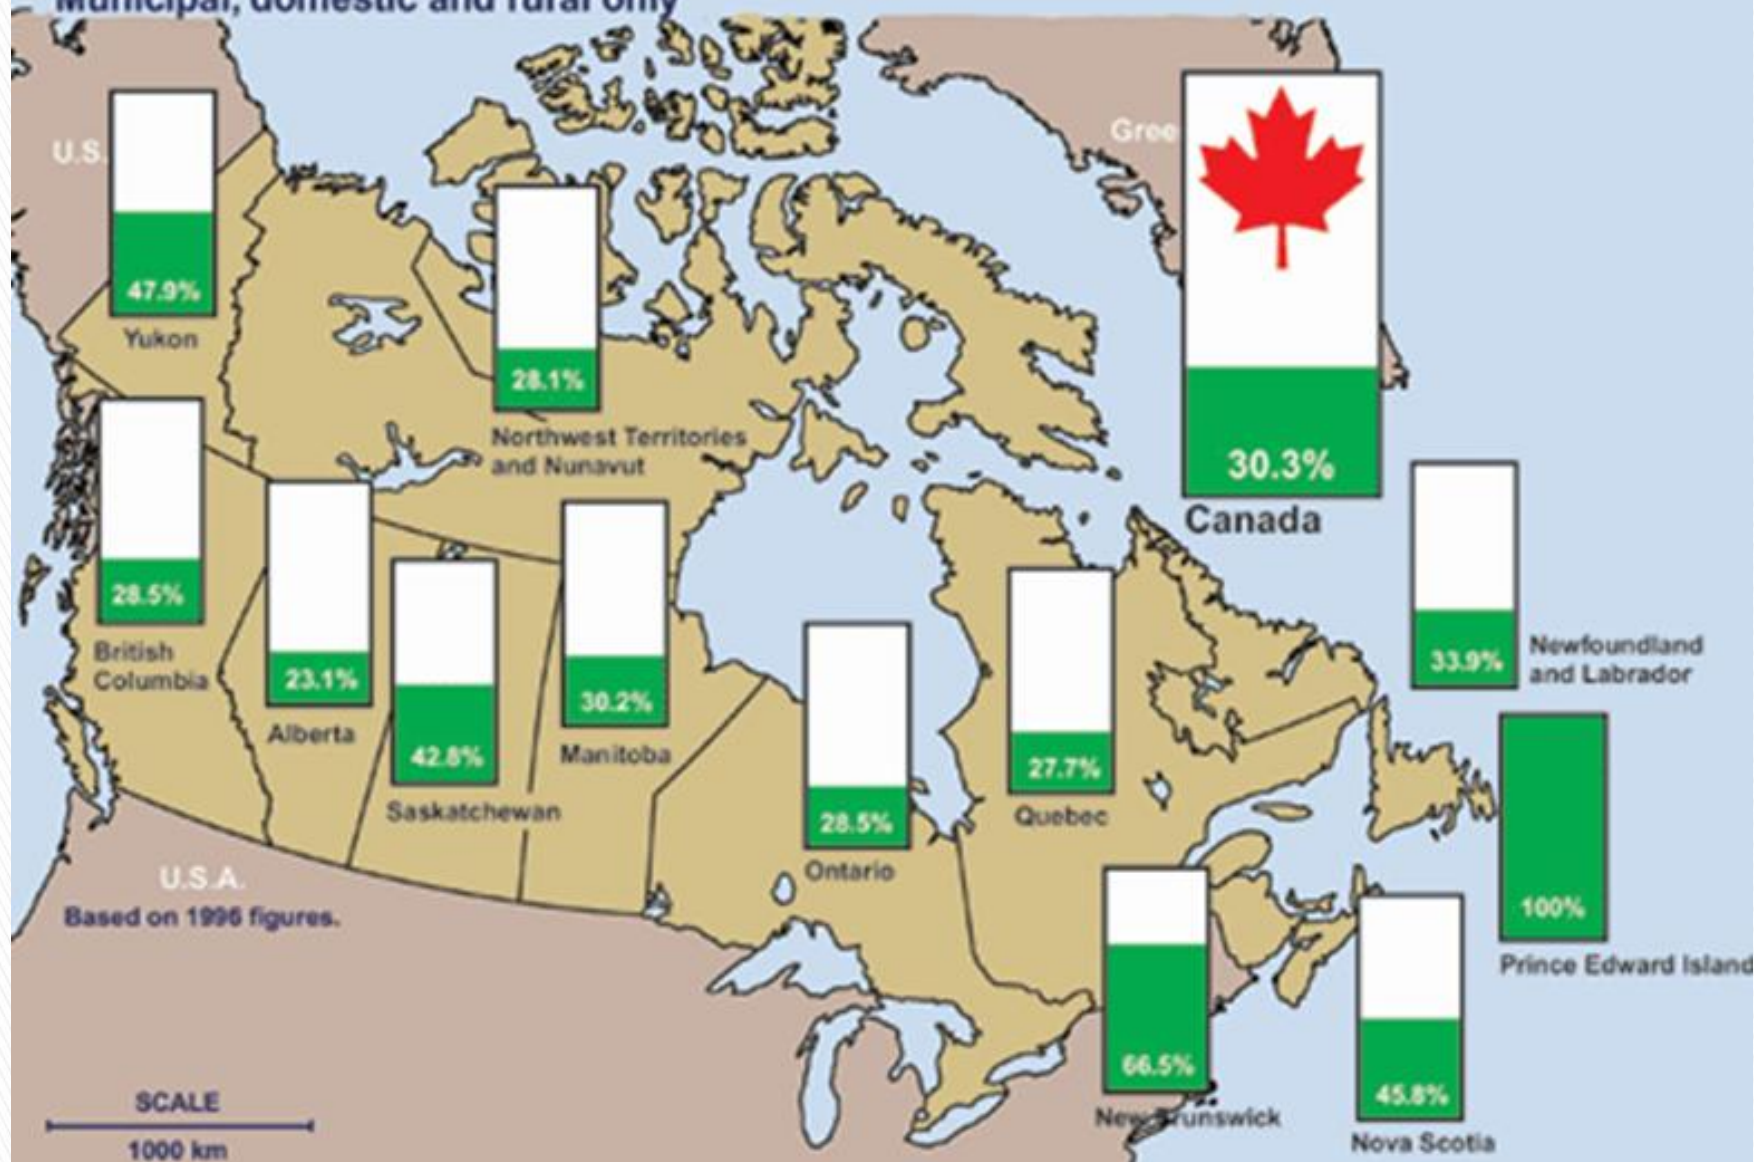 Municipal, domestic and rural only
U.S.
47.9%
Yukon
28.1%
Northwest Territories
and Nunavut
30.3%
Canada
28.5%
British
Columbia
23.1%
Alberta
42.8%
Saskatchewan
30.2%
Manitoba
28.5%
Ontario
27.7%
Quebec
33.9%
Newfoundland
and Labrador
100%
Prince Edward Island
66.5%
New Brunswick
45.8%
Nova Scotia
U.S.A.
Based on 1996 figures.
SCALE
1000 km